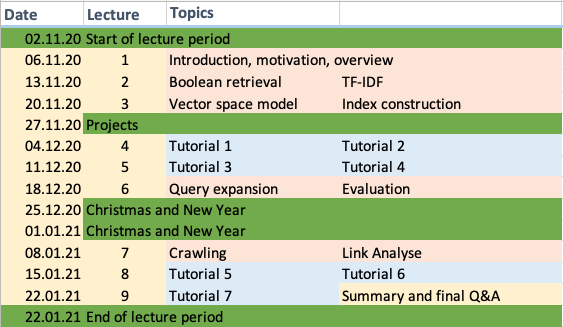 Date Lecture Topics
02.11.20 Start of lecture period
06.11.20 1 Introduction, motivation, overview
13.11.20 2 Boolean retrieval TF-IDF
20.11.20 3 Vector space model Index construction
27.11.20 Projects
04.12.20 4 Tutorial 1 Tutorial 2
11.12.20 5 Tutorial 3 Tutorial 4
18.12.20 6 Query expansion Evaluation
25.12.20 Christmas and New Year
01.01.21 Christmas and New Year
08.01.21 7 Crawling Link Analyse
15.01.21 8 Tutorial 5 Tutorial 6
22.01.21 9 Tutorial 7 Summary and final Q&A
22.01.21 End of lecture period